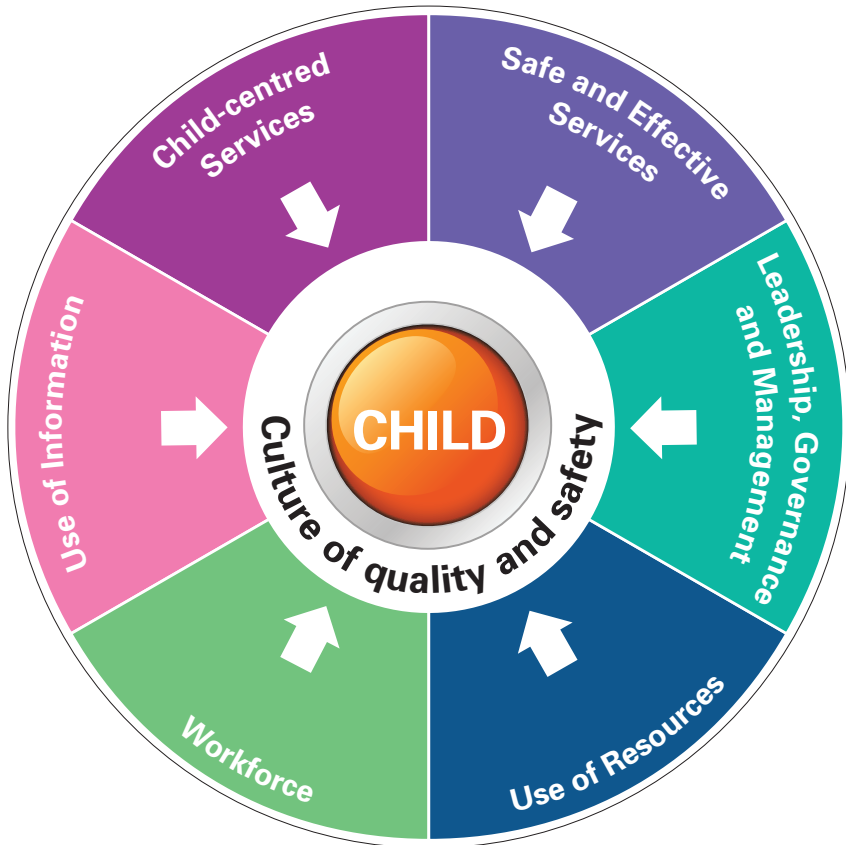 Child-centred
Services
Safe and Effective
Services
Leadership, Governance
and Management
Use of Resources
Workforce
Use of Information
CHILD
Culture of quality and safety